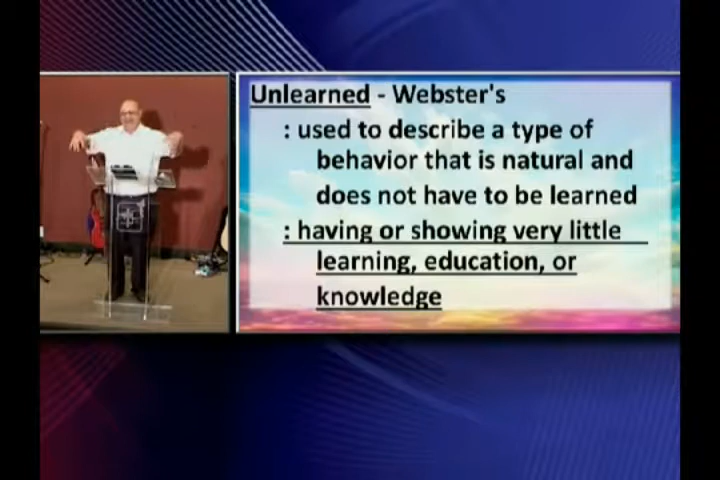 Unlearned - Webster's
: used to describe a type of
behavior that is natural and
does not have to be learned
: having or showing very little
learning, education, or
knowledge